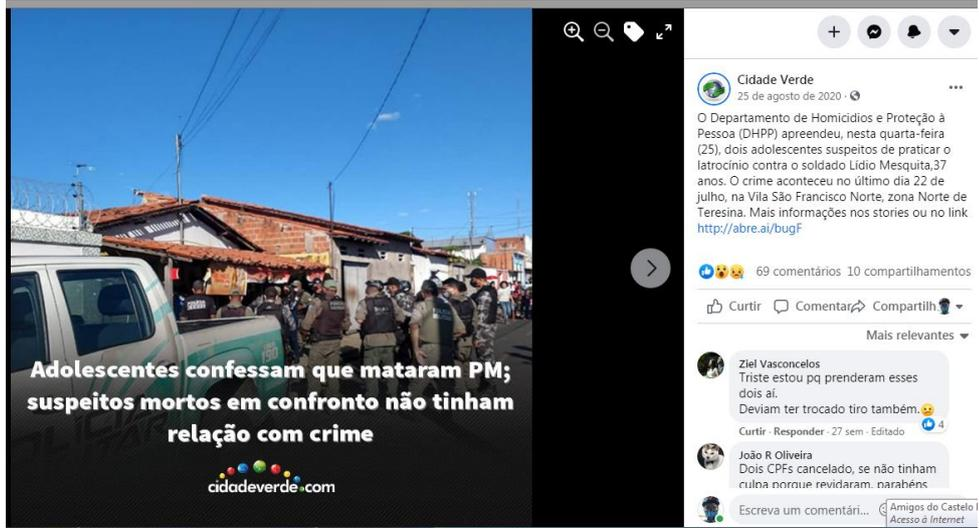 Cidade Verde
25 de agosto de 2020 ·
O Departamento de Homicidios e Proteção à
Pessoa (DHPP) apreendeu, nesta quarta-feira
(25), dois adolescentes suspeitos de praticar o
latrocínio contra o soldado Lídio Mesquita,37
anos. O crime aconteceu no último dia 22 de
julho, na Vila São Francisco Norte, zona Norte de
Teresina. Mais informações nos stories ou no link
http://abre.ai/bugF
69 comentários 10 compartilhamentos
Curtir Comentar Compartilh
Mais relevantes
Ziel Vasconcelos
Triste estou pq prenderam esses
dois aí.
Deviam ter trocado tiro também.
4
Curtir · Responder · 27 sem · Editado
João R Oliveira
Dois CPFs cancelado, se não tinham
culpa porque revidaram, parabéns
Escreva um comentári...
Amigos do Castelo
Acesso à Internet
190
Adolescentes confessam que mataram PM;
suspeitos mortos em confronto não tinham
relação com crime
cidadeverde.com